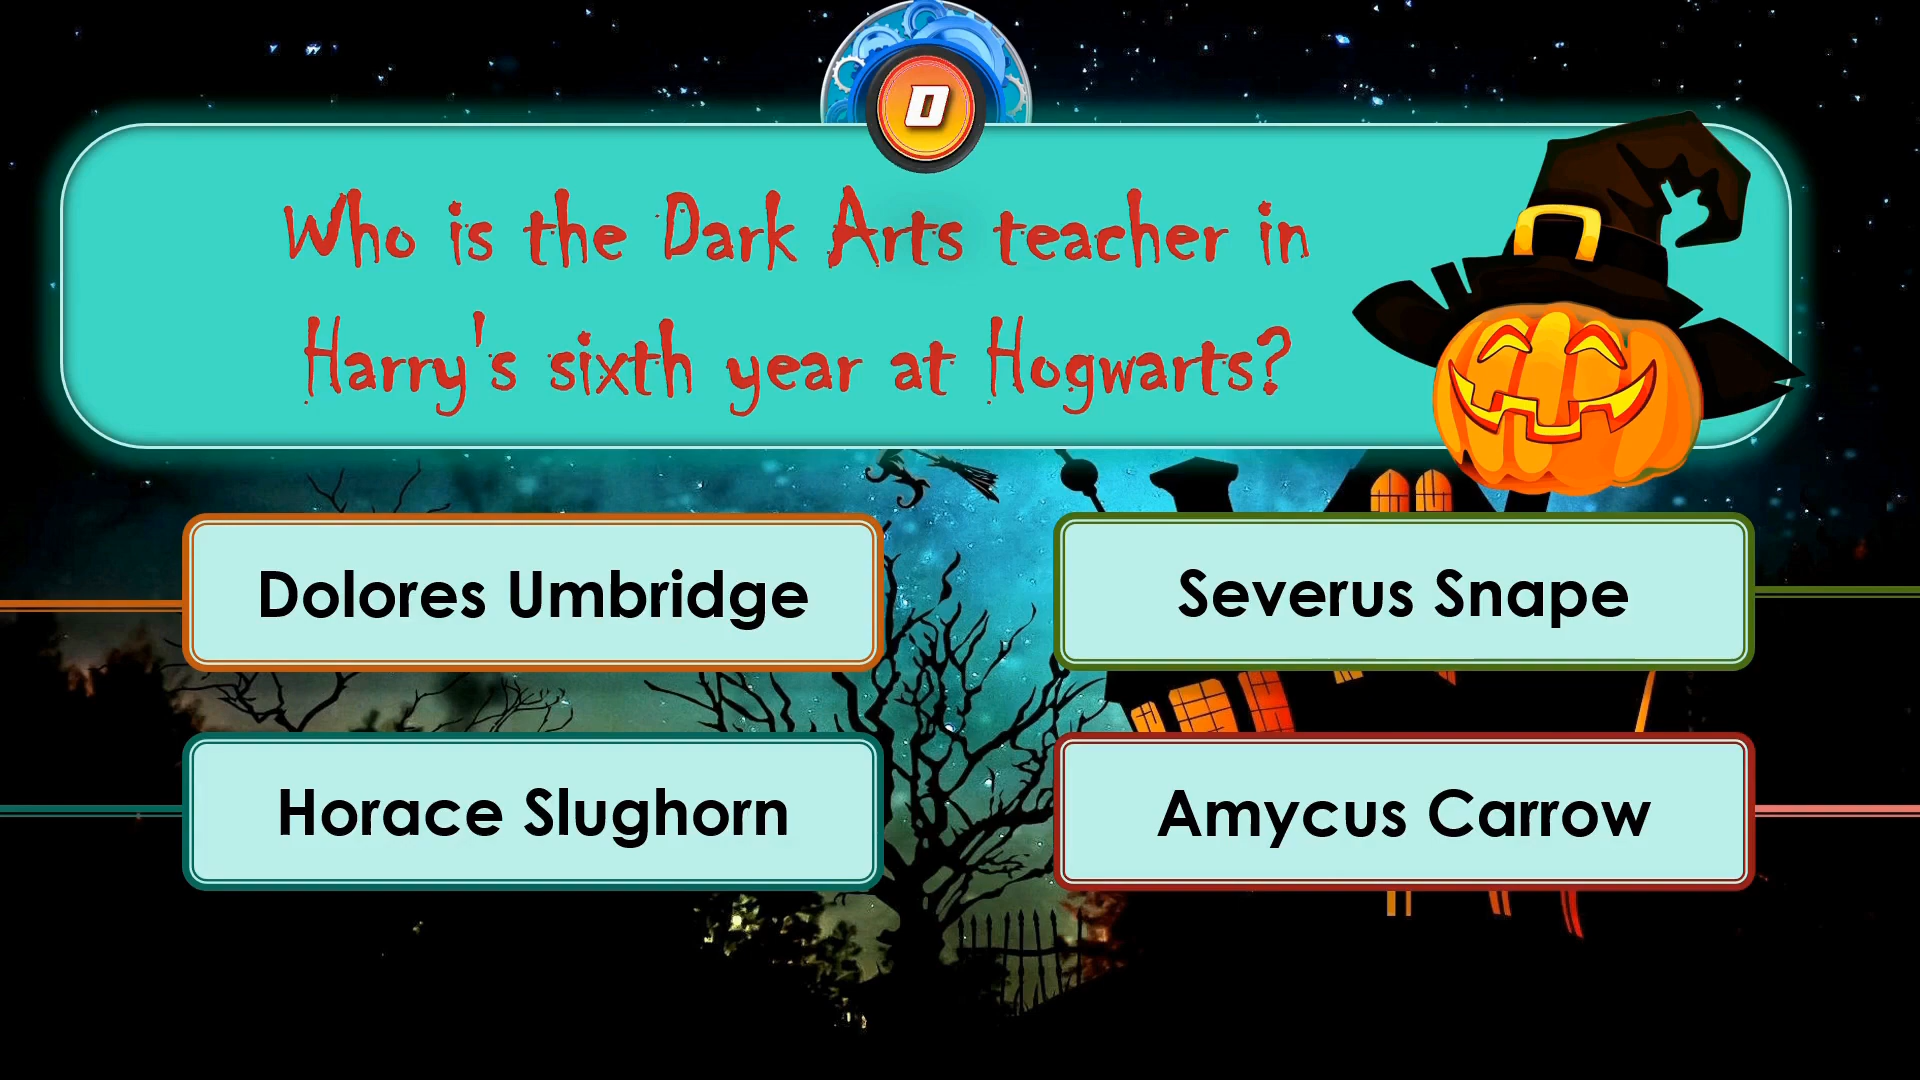 0
Who is the Dark Arts teacher in
Harry's sixth year at Hogwarts?
Dolores Umbridge
Severus Snape
Horace Slughorn
Amycus Carrow